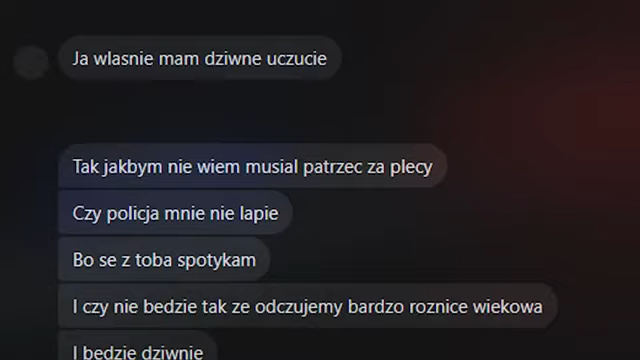 Ja wlasnie mam dziwne uczucie
Tak jakbym nie wiem musial patrzec za plecy
Czy policja mnie nie lapie
Bo se z toba spotykam
I czy nie bedzie tak ze odczujemy bardzo roznice wiekowa
I bedzie dziwnie